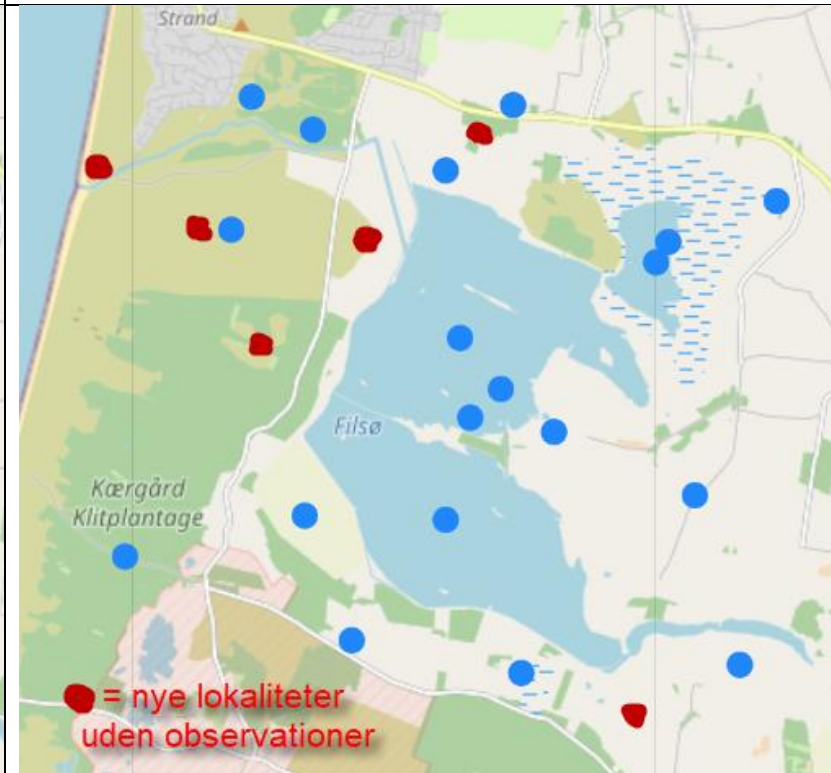 Strand
Filsø
Kærgård
Klitplantage
= nye lokaliteter
uden observationer